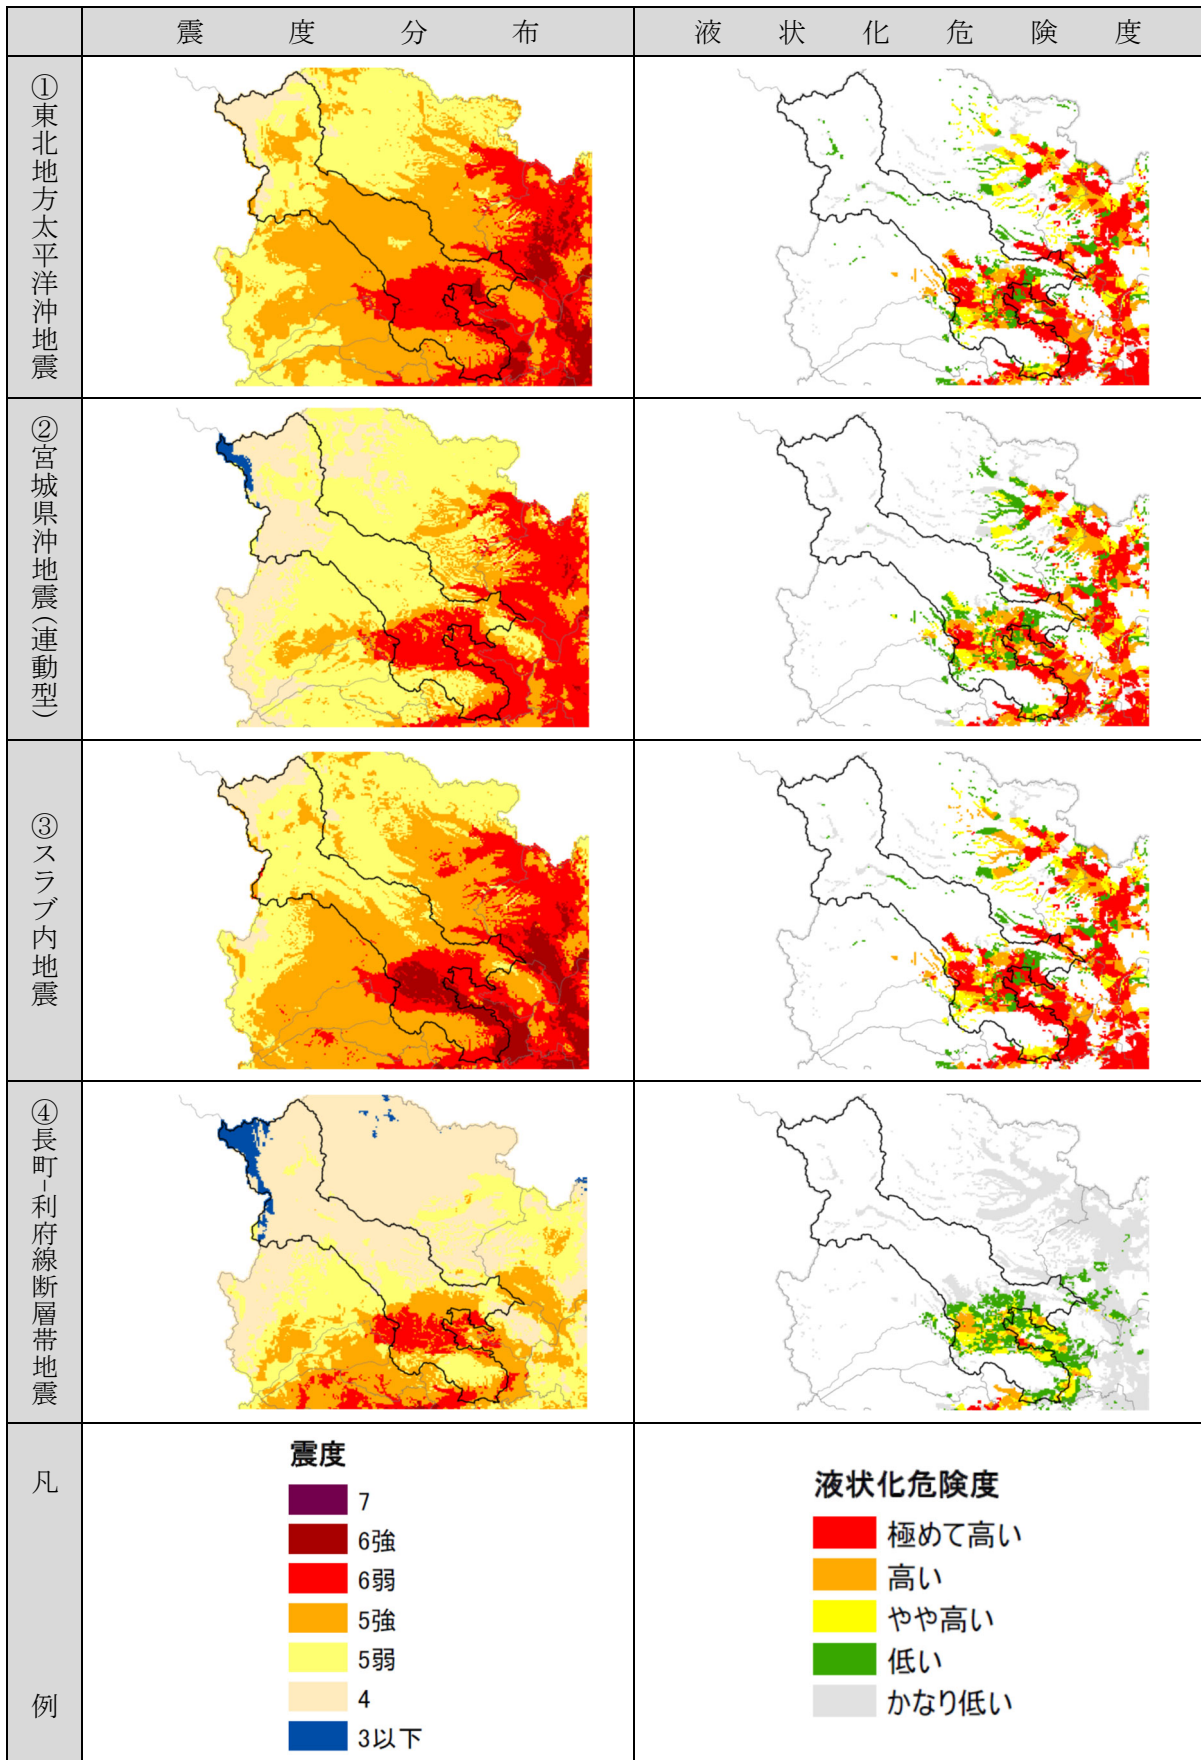 震度分布
液状化危険度
①東北地方太平洋沖地震
②宮城県沖地震(連動型)
③スラブ内地震
④長町-利府線断層帯地震
凡例
震度
7
6強
6弱
5強
5弱
4
3以下
液状化危険度
極めて高い
高い
やや高い
低い
かなり低い